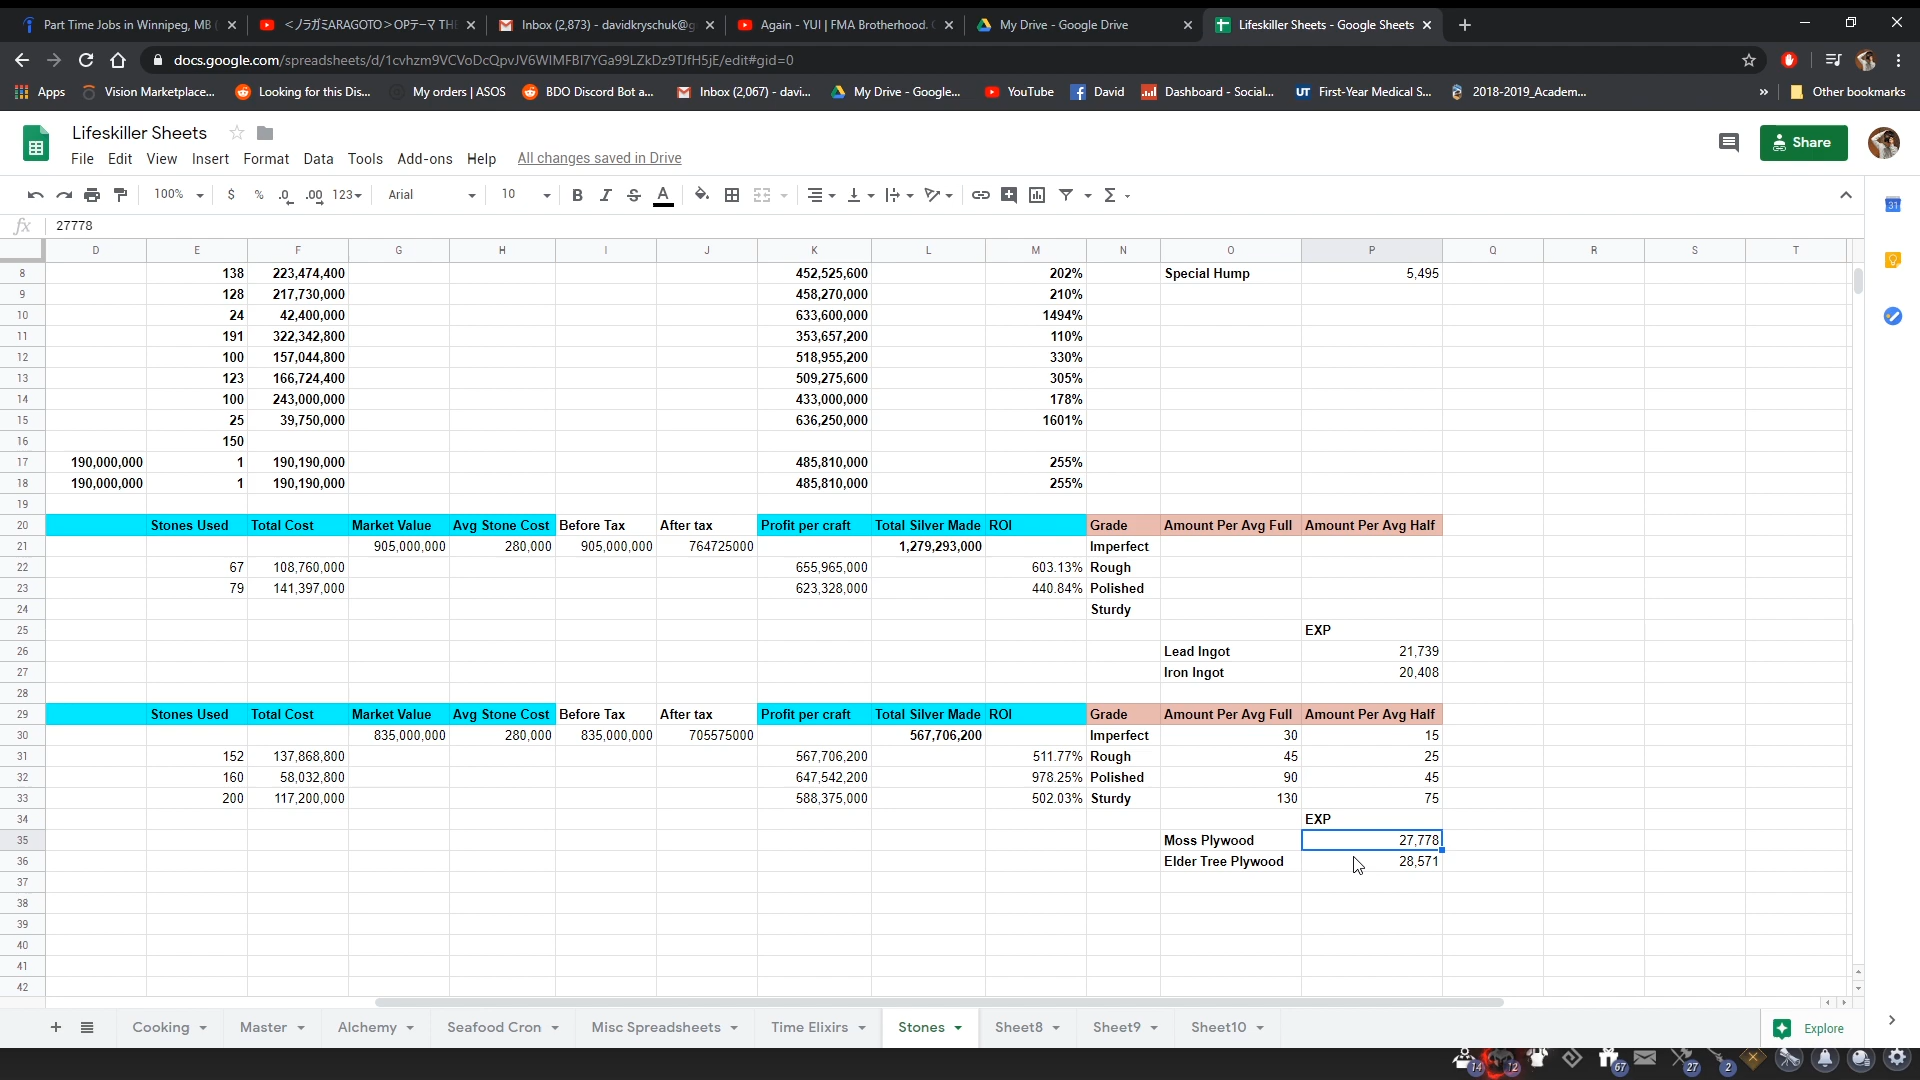 Part Time Jobs in Winnipeg, MB
<ノラガミARAGOTO>OPテーマ THE
Inbox (2,873) - davidkryschuk@g
Again - YUI | FMA Brotherhood.
My Drive - Google Drive
Lifeskiller Sheets - Google Sheets
docs.google.com/spreadsheets/d/1cvhzm9VCVoDcQpvJV6WIMFBI7YGa99LZkDz9TJfH5jE/edit#gid=0
Apps Vision Marketplace... Looking for this Dis... My orders | ASOS BDO Discord Bot a... Inbox (2,067) - davi... My Drive - Google... YouTube David Dashboard - Social... UT First-Year Medical S... 2018-2019_Academ... » Other bookmarks
Lifeskiller Sheets
Share
File Edit View Insert Format Data Tools Add-ons Help All changes saved in Drive
100% $ % .0 .00 123 Arial 10 B I S A Σ
31
fx 27778
D E F G H I J K L M N O P Q R S T
8 138 223,474,400 452,525,600 202% Special Hump 5,495
9 128 217,730,000 458,270,000 210%
10 24 42,400,000 633,600,000 1494%
11 191 322,342,800 353,657,200 110%
12 100 157,044,800 518,955,200 330%
13 123 166,724,400 509,275,600 305%
14 100 243,000,000 433,000,000 178%
15 25 39,750,000 636,250,000 1601%
16 150
17 190,000,000 1 190,190,000 485,810,000 255%
18 190,000,000 1 190,190,000 485,810,000 255%
19
20 Stones Used Total Cost Market Value Avg Stone Cost Before Tax After tax Profit per craft Total Silver Made ROI Grade Amount Per Avg Full Amount Per Avg Half
21 905,000,000 280,000 905,000,000 764725000 1,279,293,000 Imperfect
22 67 108,760,000 655,965,000 603.13% Rough
23 79 141,397,000 623,328,000 440.84% Polished
24 Sturdy
25 EXP
26 Lead Ingot 21,739
27 Iron Ingot 20,408
28
29 Stones Used Total Cost Market Value Avg Stone Cost Before Tax After tax Profit per craft Total Silver Made ROI Grade Amount Per Avg Full Amount Per Avg Half
30 835,000,000 280,000 835,000,000 705575000 567,706,200 Imperfect 30 15
31 152 137,868,800 567,706,200 511.77% Rough 45 25
32 160 58,032,800 647,542,200 978.25% Polished 90 45
33 200 117,200,000 588,375,000 502.03% Sturdy 130 75
34 EXP
35 Moss Plywood 27,778
36 Elder Tree Plywood 28,571
37
38
39
40
41
42
Cooking Master Alchemy Seafood Cron Misc Spreadsheets Time Elixirs Stones Sheet8 Sheet9 Sheet10 Explore
14 12 67 27 2